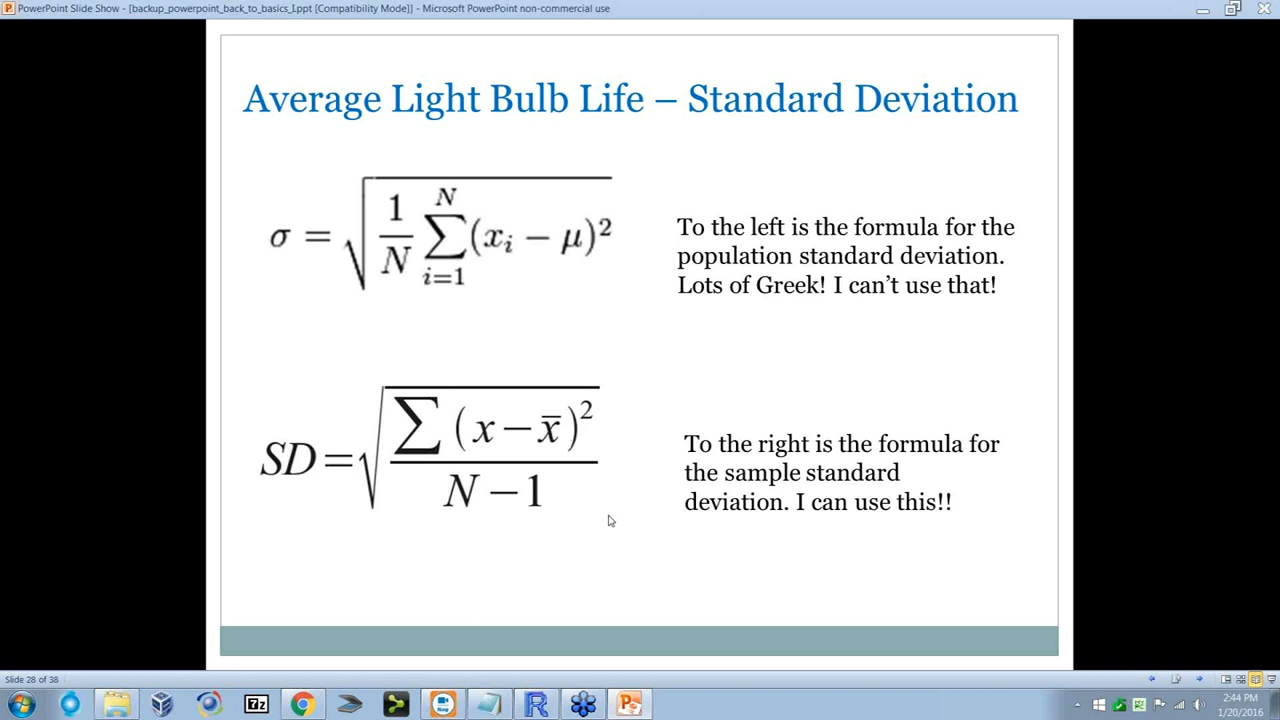 PowerPoint Slide Show - [backup_powerpoint_back_to_basics_I.ppt [Compatibility Mode]] - Microsoft PowerPoint non-commercial use
Average Light Bulb Life – Standard Deviation
σ = √ 1/N N∑i=1 (xi − μ)2
To the left is the formula for the
population standard deviation.
Lots of Greek! I can’t use that!
SD = √ ∑ (x − x̄)2 / N − 1
To the right is the formula for
the sample standard
deviation. I can use this!!
Slide 28 of 38
7z
R
2:44 PM
1/20/2016